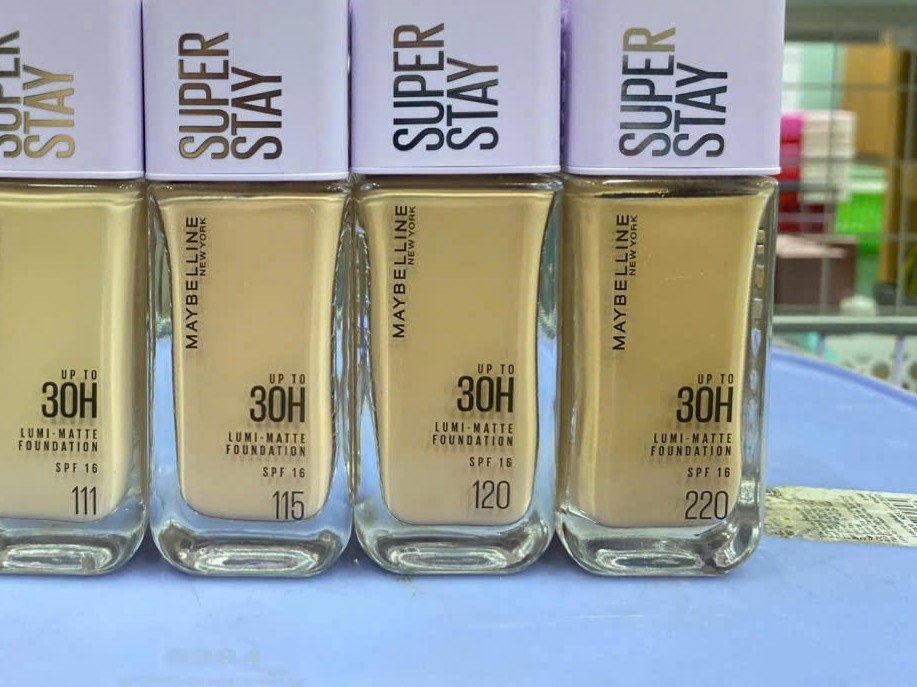 SUPER
STAY
UP TO
30H
LUMI-MATTE
FOUNDATION
SPF 16
111
SUPER
STAY
MAYBELLINE
NEW YORK
UP TO
30H
LUMI-MATTE
FOUNDATION
SPF 16
115
SUPER
STAY
MAYBELLINE
NEW YORK
UP TO
30H
LUMI-MATTE
FOUNDATION
SPF 16
120
SUPER
STAY
MAYBELLINE
NEW YORK
UP TO
30H
LUMI-MATTE
FOUNDATION
SPF 16
220